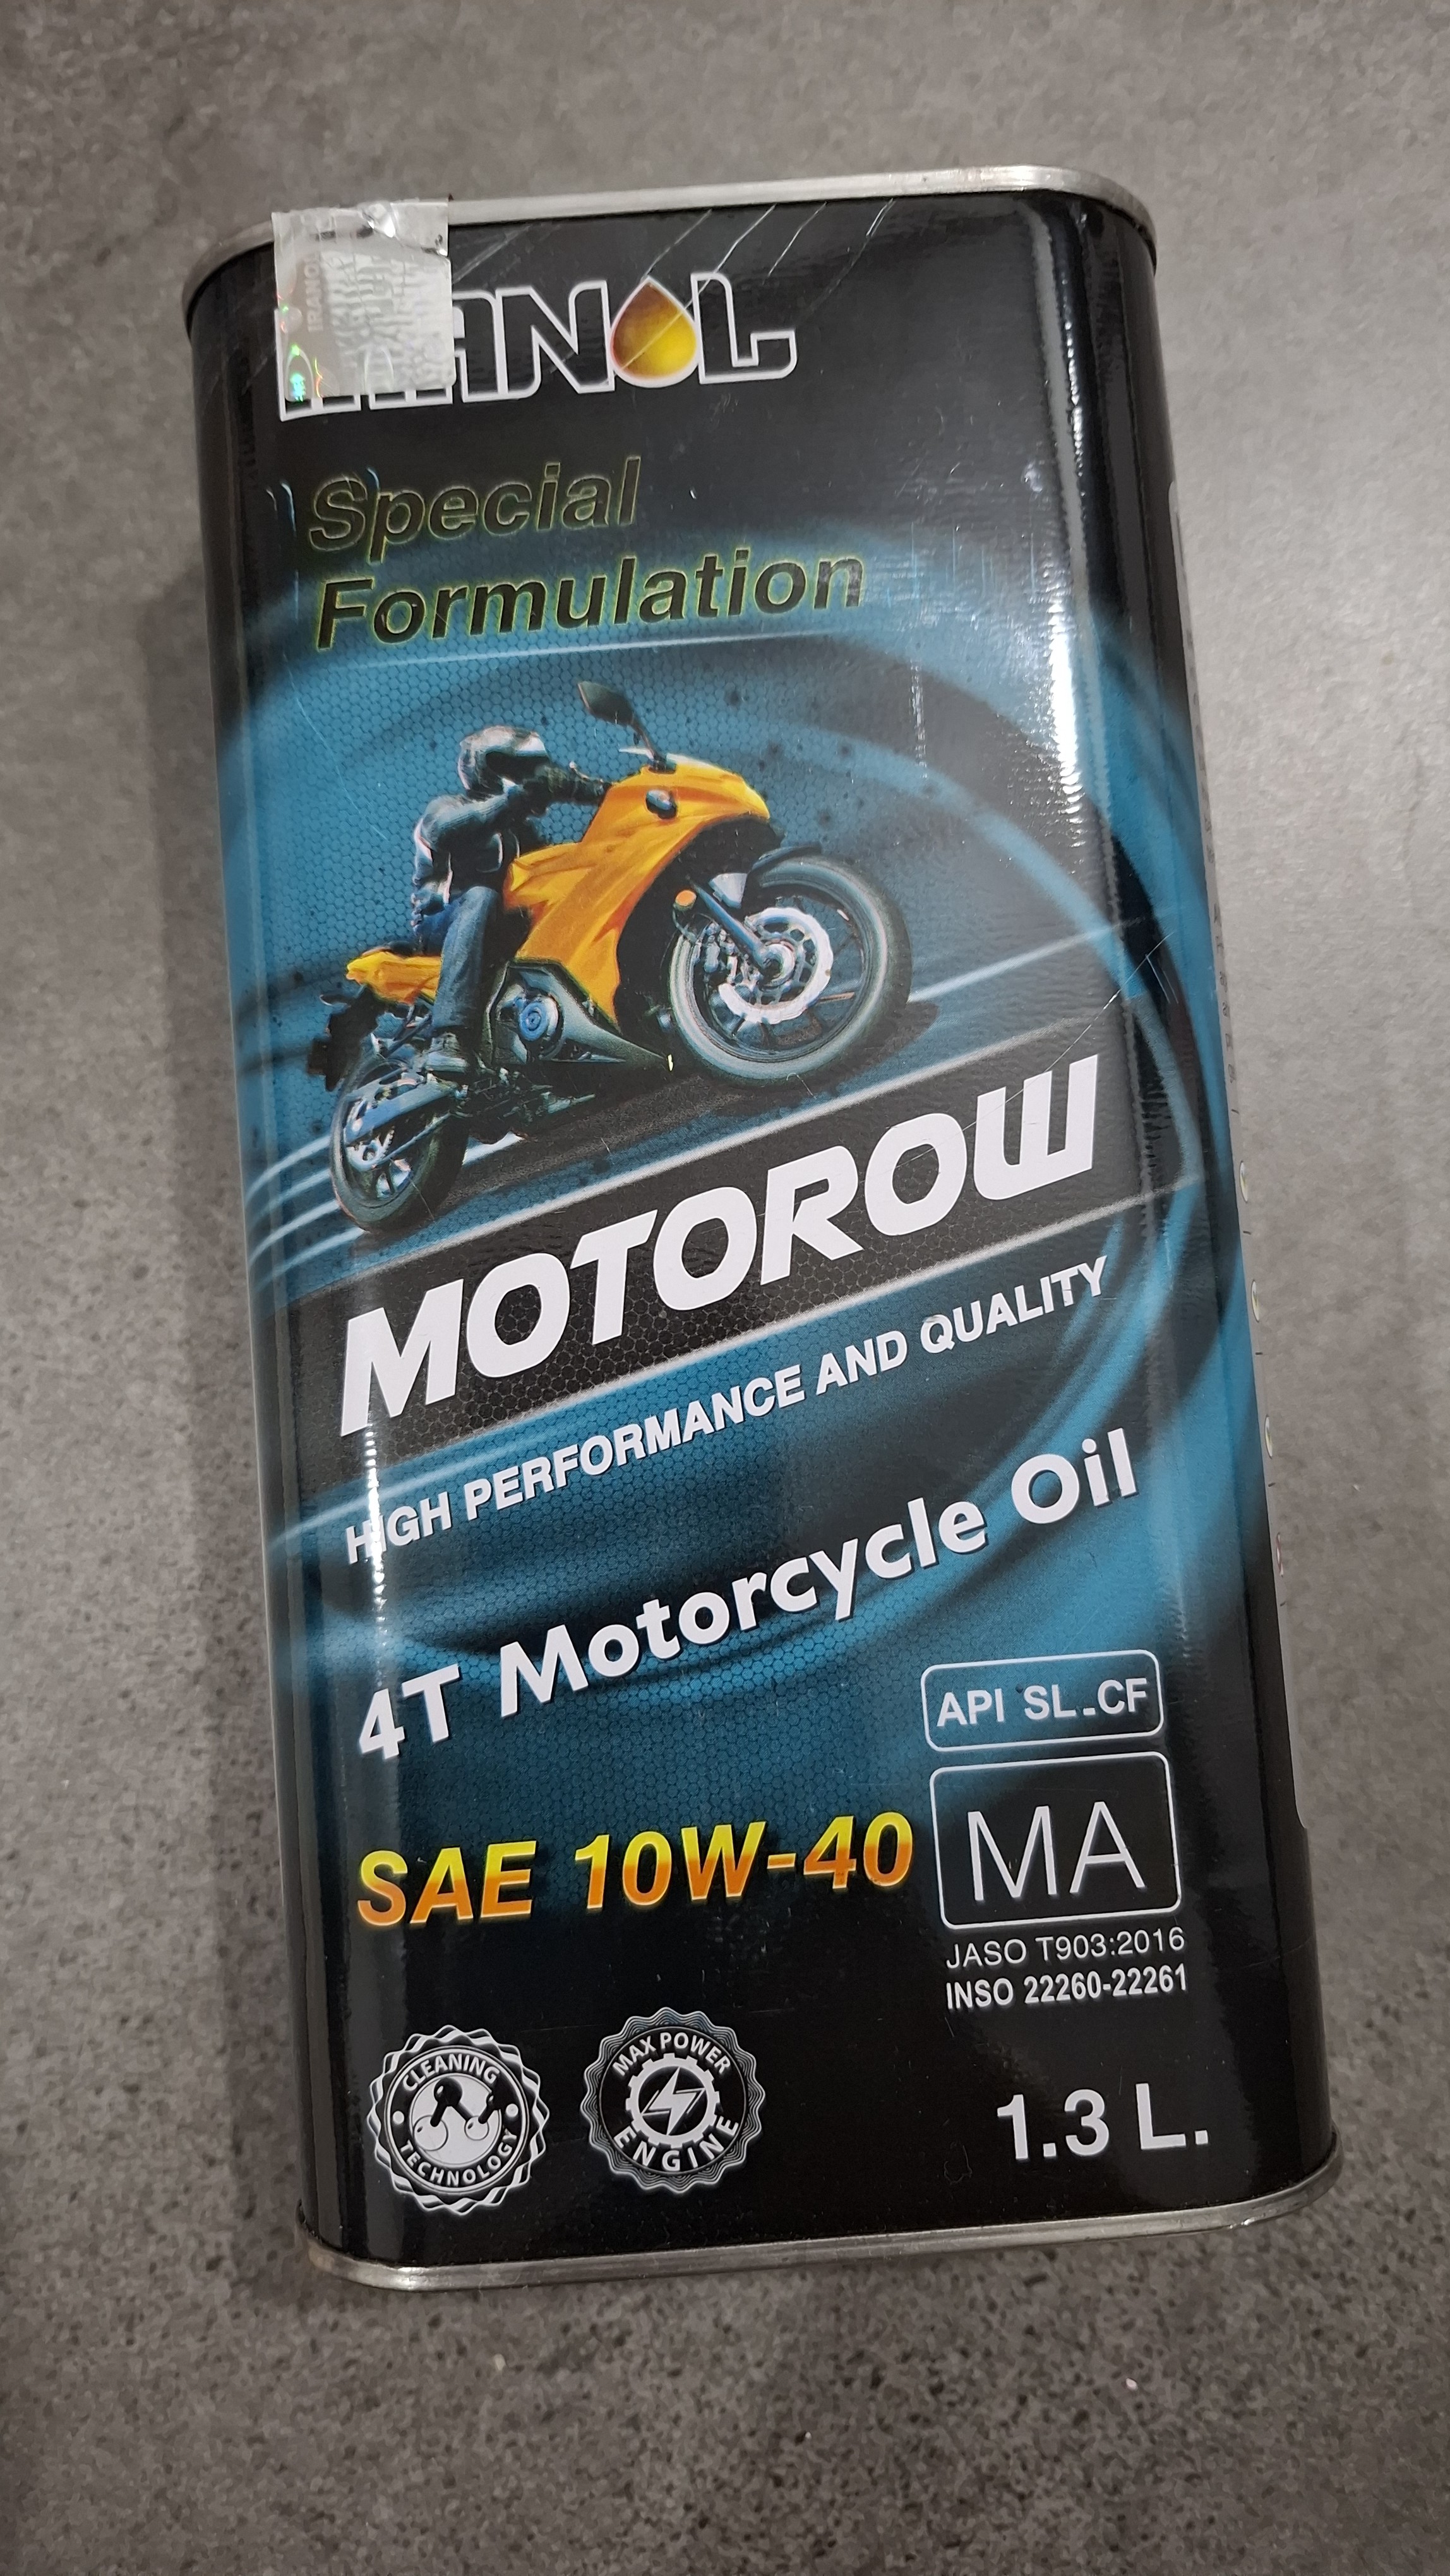 IRANOL
Special
Formulation
MOTOROW
HIGH PERFORMANCE AND QUALITY
4T Motorcycle Oil
API SL..CF
SAE 10W-40
MA
JASO T903:2016
INSO 22260-22261
CLEANING
TECHNOLOGY
MAX POWER
ENGINE
1.3 L.